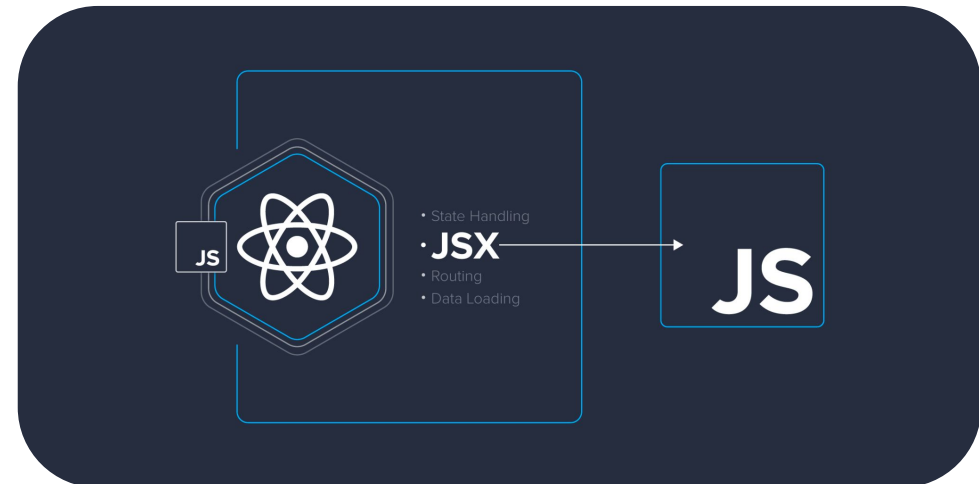 JS
• State Handling
• JSX
• Routing
• Data Loading
JS